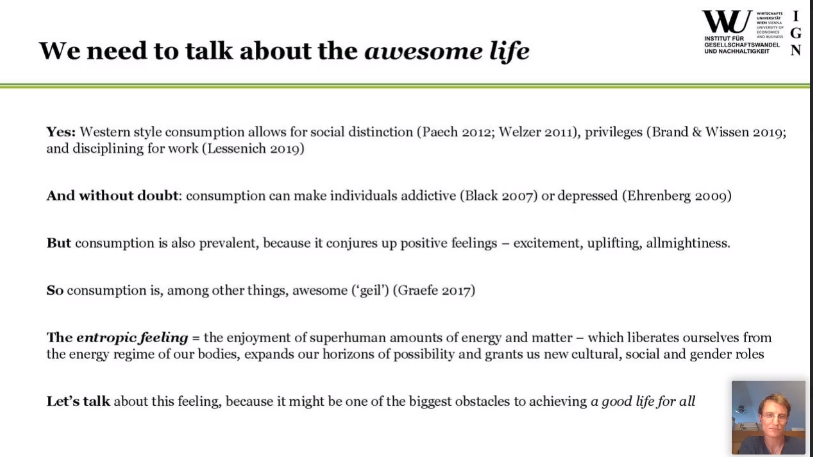 We need to talk about the awesome life
WU
WIRTSCHAFTS
UNIVERSITÄT
WIEN VIENNA
UNIVERSITY OF
ECONOMICS
AND BUSINESS
INSTITUT FÜR
GESELLSCHAFTSWANDEL
UND NACHHALTIGKEIT
I
G
N
Yes: Western style consumption allows for social distinction (Paech 2012; Welzer 2011), privileges (Brand & Wissen 2019;
and disciplining for work (Lessenich 2019)
And without doubt: consumption can make individuals addictive (Black 2007) or depressed (Ehrenberg 2009)
But consumption is also prevalent, because it conjures up positive feelings – excitement, uplifting, allmightiness.
So consumption is, among other things, awesome (‘geil’) (Graefe 2017)
The entropic feeling = the enjoyment of superhuman amounts of energy and matter – which liberates ourselves from
the energy regime of our bodies, expands our horizons of possibility and grants us new cultural, social and gender roles
Let’s talk about this feeling, because it might be one of the biggest obstacles to achieving a good life for all